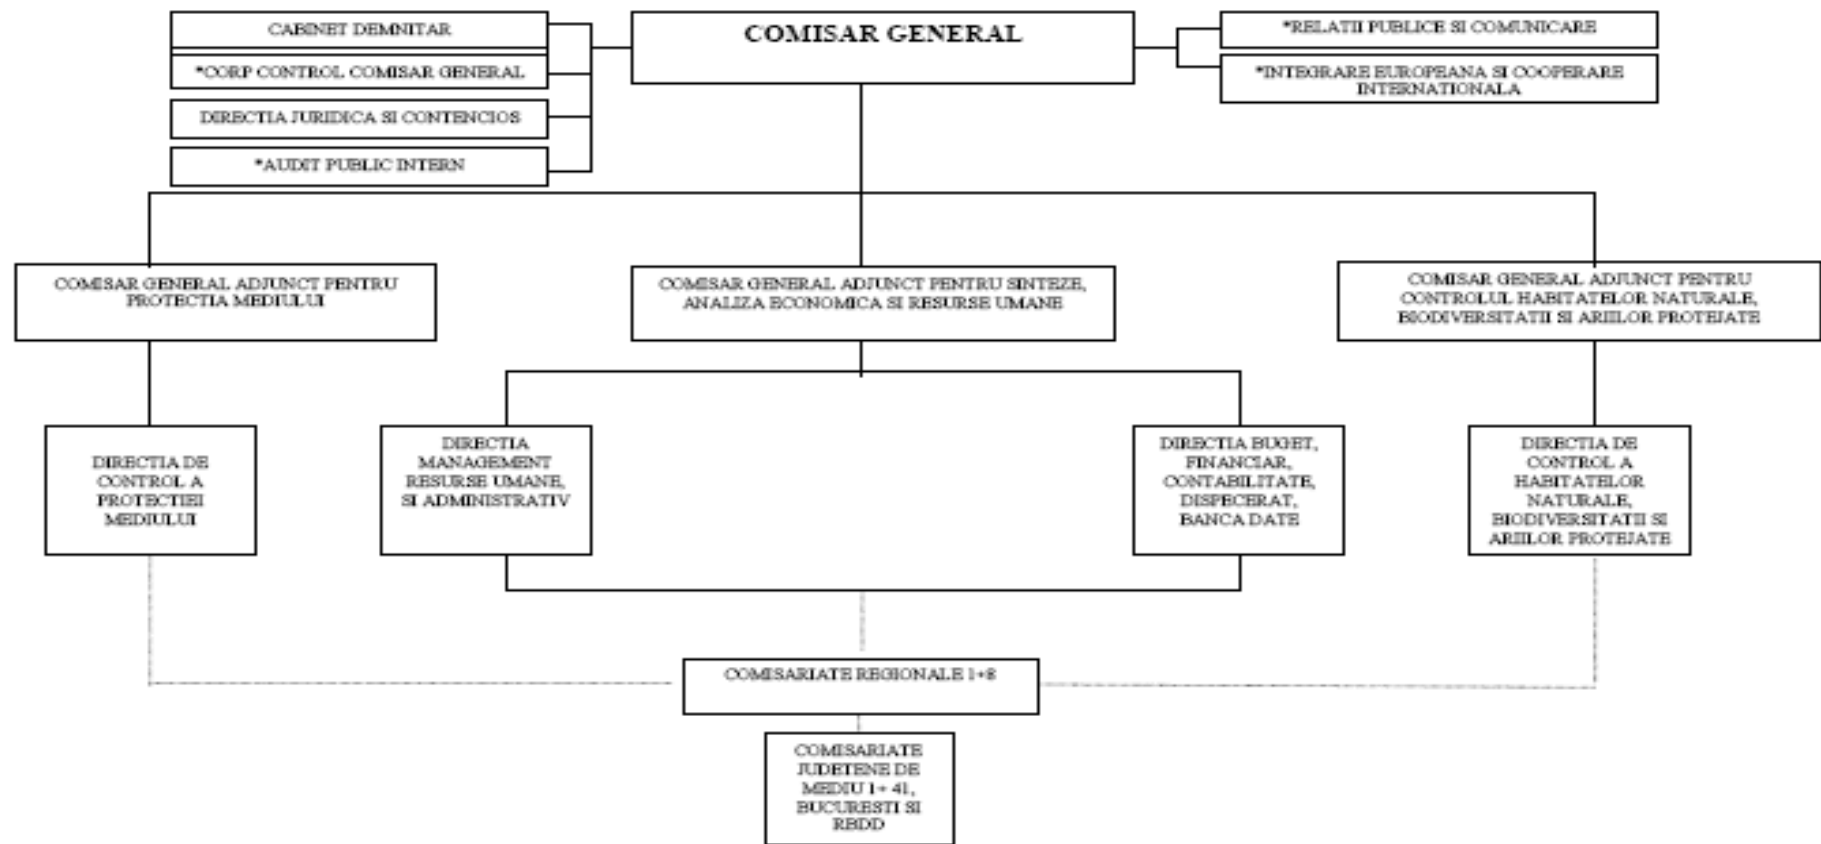 CABINET DEMNITAR
*CORP CONTROL COMISAR GENERAL
DIRECTIA JURIDICA SI CONTENCIOS
*AUDIT PUBLIC INTERN
COMISAR GENERAL
*RELATII PUBLICE SI COMUNICARE
*INTEGRARE EUROPEANA SI COOPERARE
INTERNATIONALA
COMISAR GENERAL ADJUNCT PENTRU
PROTECTIA MEDIULUI
COMISAR GENERAL ADJUNCT PENTRU SINTEZE,
ANALIZA ECONOMICA SI RESURSE UMANE
COMISAR GENERAL ADJUNCT PENTRU
CONTROLUL HABITATELOR NATURALE,
BIODIVERSITATII SI ARIILOR PROTEJATE
DIRECTIA DE
CONTROL A
PROTECTIEI
MEDIULUI
DIRECTIA
MANAGEMENT
RESURSE UMANE,
SI ADMINISTRATIV
DIRECTIA BUGET,
FINANCIAR,
CONTABILITATE,
DISPECERAT,
BANCA DATE
DIRECTIA DE
CONTROL A
HABITATELOR
NATURALE,
BIODIVERSITATII SI
ARIILOR PROTEJATE
COMISARIATE REGIONALE 1+8
COMISARIATE
JUDETENE DE
MEDIU 1+ 41,
BUCURESTI SI
RBDD